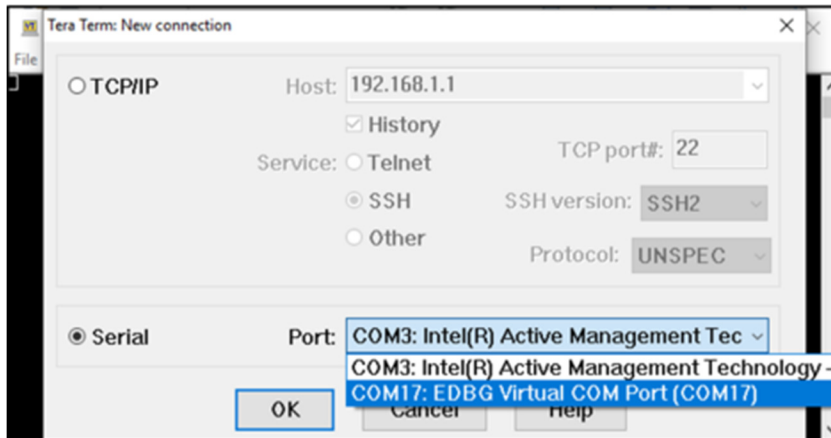 Tera Term: New connection
File
TCP/IP
Host: 192.168.1.1
History
Service: Telnet
TCP port#: 22
SSH
SSH version: SSH2
Other
Protocol: UNSPEC
Serial
Port: COM3: Intel(R) Active Management Tec
COM3: Intel(R) Active Management Technology -
COM17: EDBG Virtual COM Port (COM17)
OK
Cancel
Help